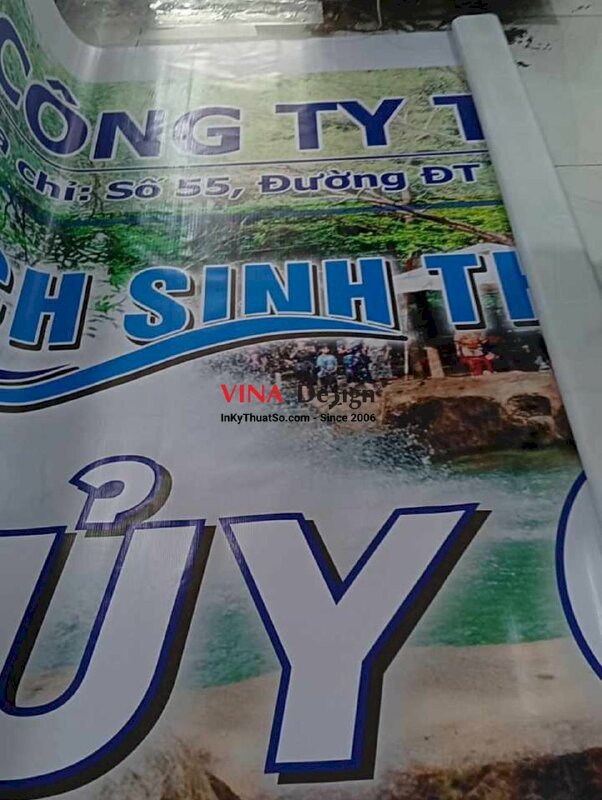 CÔNG TY T
chỉ: Số 55, Đường ĐT
CH SINH TH
VINA Design
InKyThuatSo.com - Since 2006
ỦY